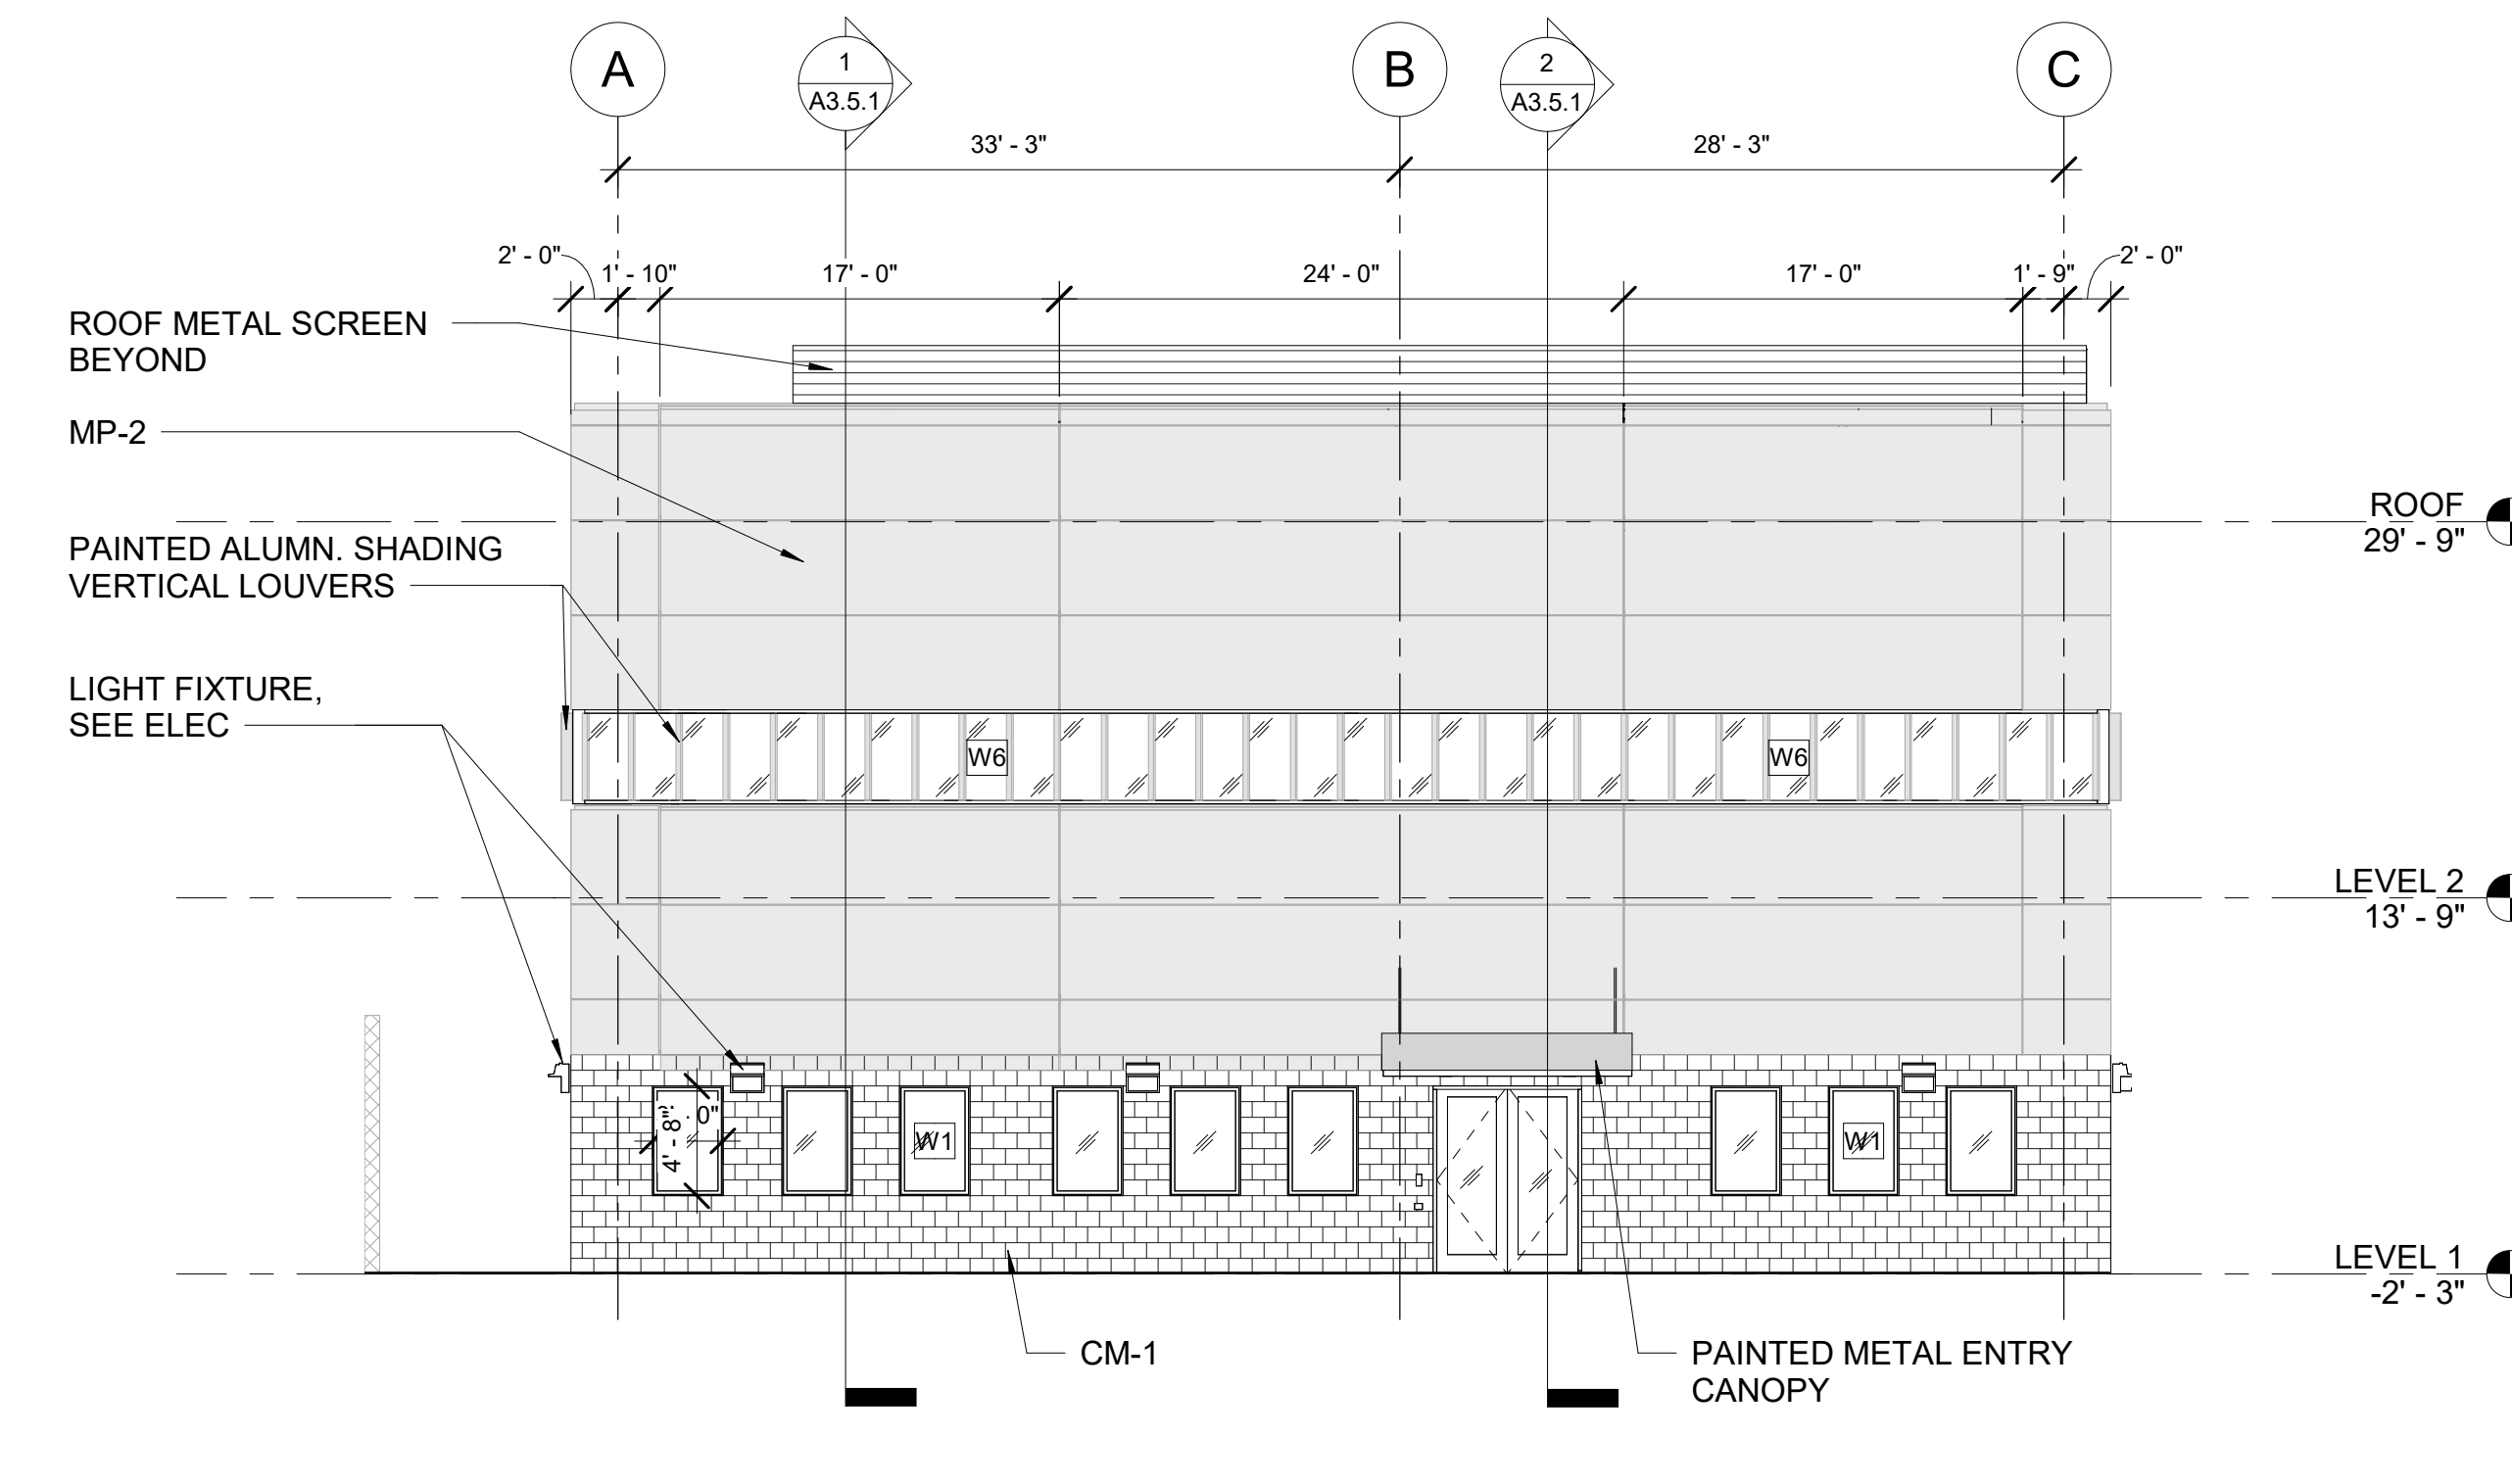 A
1
A3.5.1
B
2
A3.5.1
C
33' - 3"
28' - 3"
2' - 0"
1' - 10"
17' - 0"
24' - 0"
17' - 0"
1' - 9"
2' - 0"
ROOF METAL SCREEN
BEYOND
MP-2
ROOF
29' - 9"
PAINTED ALUMN. SHADING
VERTICAL LOUVERS
LIGHT FIXTURE,
SEE ELEC
W6
W6
LEVEL 2
13' - 9"
0"
4' - 8"
W1
W1
LEVEL 1
-2' - 3"
CM-1
PAINTED METAL ENTRY
CANOPY